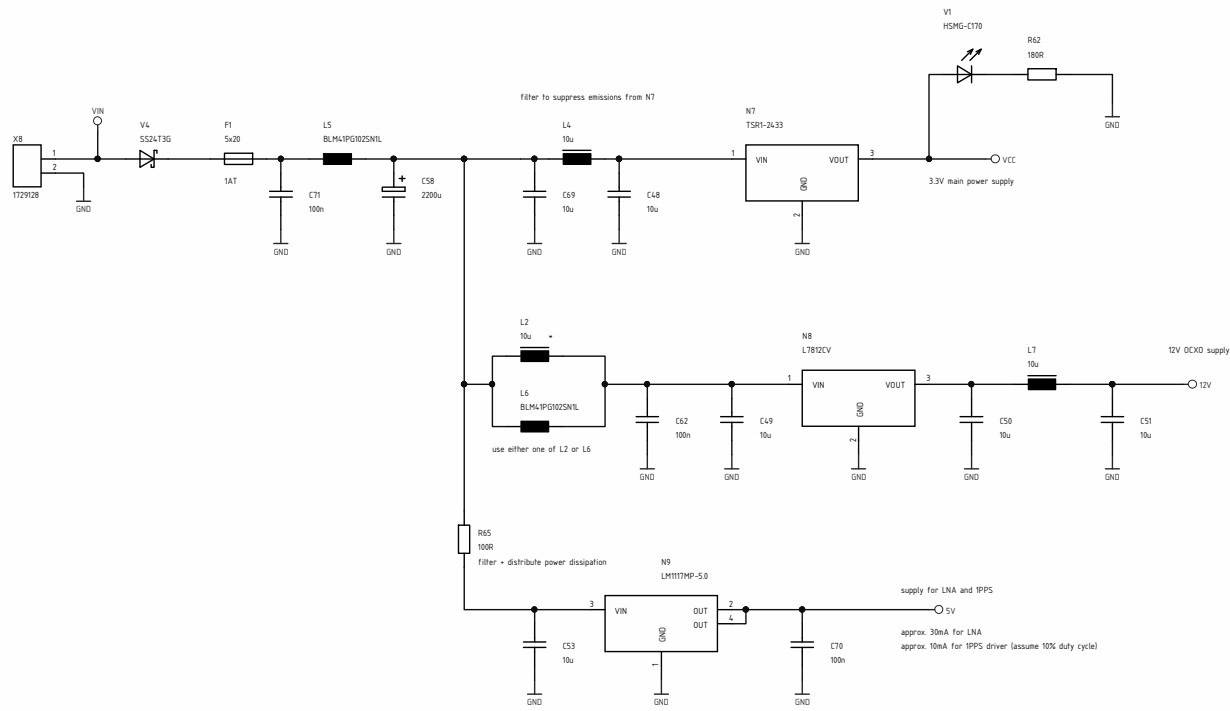 V1
HSMG-C170
R62
180R
GND
filter to suppress emissions from N7
VIN
X8
1
2
1729128
GND
V4
SS24T3G
F1
5x20
1AT
L5
BLM41PG102SN1L
C71
100n
GND
C58
2200u
GND
L4
10u
C69
10u
GND
C48
10u
GND
N7
TSR1-2433
1
VIN
VOUT
3
GND
2
GND
VCC
3.3V main power supply
L2
10u *
L6
BLM41PG102SN1L
use either one of L2 or L6
C62
100n
GND
C49
10u
GND
N8
L7812CV
1
VIN
VOUT
3
GND
2
GND
L7
10u
C50
10u
GND
C51
10u
GND
12V OCXO supply
12V
R65
100R
filter + distribute power dissipation
C53
10u
GND
N9
LM1117MP-5.0
3
VIN
OUT
2
OUT
4
GND
1
GND
C70
100n
GND
supply for LNA and 1PPS
5V
approx. 30mA for LNA
approx. 10mA for 1PPS driver (assume 10% duty cycle)